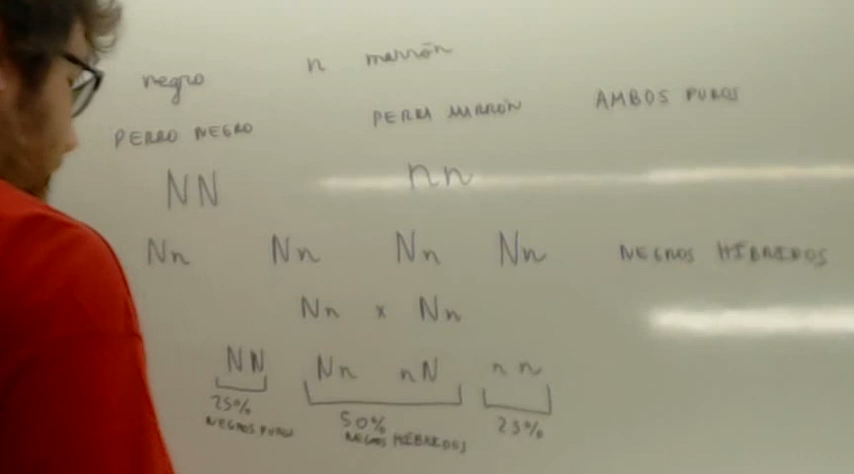 negro n marrón
PERRO NEGRO PERRA MARRÓN AMBOS PUROS
NN nn
Nn Nn Nn Nn NEGROS HÍBRIDOS
Nn x Nn
NN Nn nN nn
25% 50% 25%
NEGROS PUROS NEGROS HÍBRIDOS